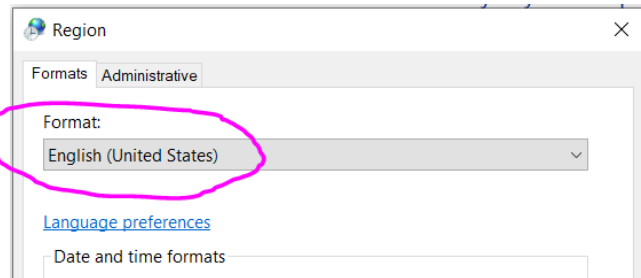 Region
Formats Administrative
Format:
English (United States)
Language preferences
Date and time formats